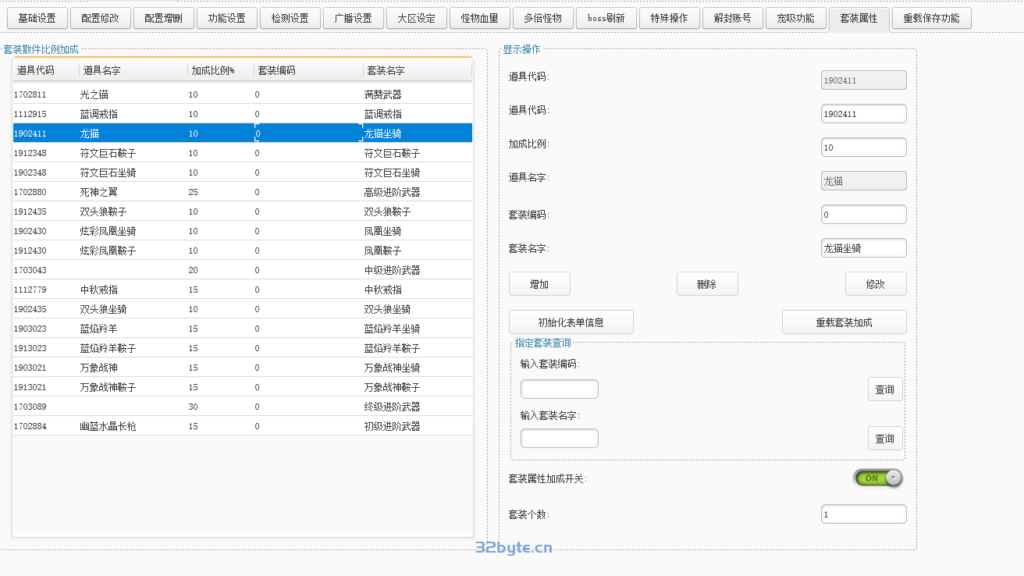 基础设置 配置修改 配置增删 功能设置 检测设置 广播设置 大区设定 怪物血量 多倍怪物 boss刷新 特殊操作 解封账号 宠吸功能 套装属性 重载保存功能
套装散件比例加成
道具代码 道具名字 加成比例% 套装编码 套装名字
1702811 光之猫 10 0 满赞武器
1112915 蓝调戒指 10 0 蓝调戒指
1902411 龙猫 10 0 龙猫坐骑
1912348 符文巨石鞍子 10 0 符文巨石鞍子
1902348 符文巨石坐骑 10 0 符文巨石坐骑
1702880 死神之翼 25 0 高级进阶武器
1912435 双头狼鞍子 10 0 双头狼鞍子
1902430 炫彩凤凰坐骑 10 0 凤凰坐骑
1912430 炫彩凤凰鞍子 10 0 凤凰鞍子
1703043 20 0 中级进阶武器
1112779 中秋戒指 15 0 中秋戒指
1902435 双头狼坐骑 10 0 双头狼坐骑
1903023 蓝焰羚羊 15 0 蓝焰羚羊坐骑
1913023 蓝焰羚羊鞍子 15 0 蓝焰羚羊鞍子
1903021 万象战神 15 0 万象战神坐骑
1913021 万象战神鞍子 15 0 万象战神鞍子
1703089 30 0 终级进阶武器
1702884 幽蓝水晶长枪 15 0 初级进阶武器
显示操作
道具代码: 1902411
道具代码: 1902411
加成比例: 10
道具名字: 龙猫
套装编码: 0
套装名字: 龙猫坐骑
增加 删除 修改
初始化表单信息 重载套装加成
指定套装查询
输入套装编码:
查询
输入套装名字:
查询
套装属性加成开关: ON
套装个数: 1
32byte.cn